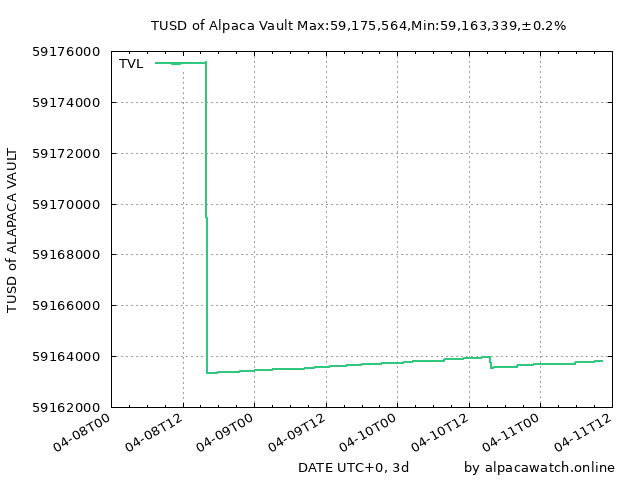 TUSD of Alpaca Vault Max:59,175,564,Min:59,163,339,±0.2%
59176000
TVL
59174000
59172000
59170000
59168000
59166000
59164000
59162000
TUSD of ALAPACA VAULT
04-08T00
04-08T12
04-09T00
04-09T12
04-10T00
04-10T12
04-11T00
04-11T12
DATE UTC+0, 3d
by alpacawatch.online